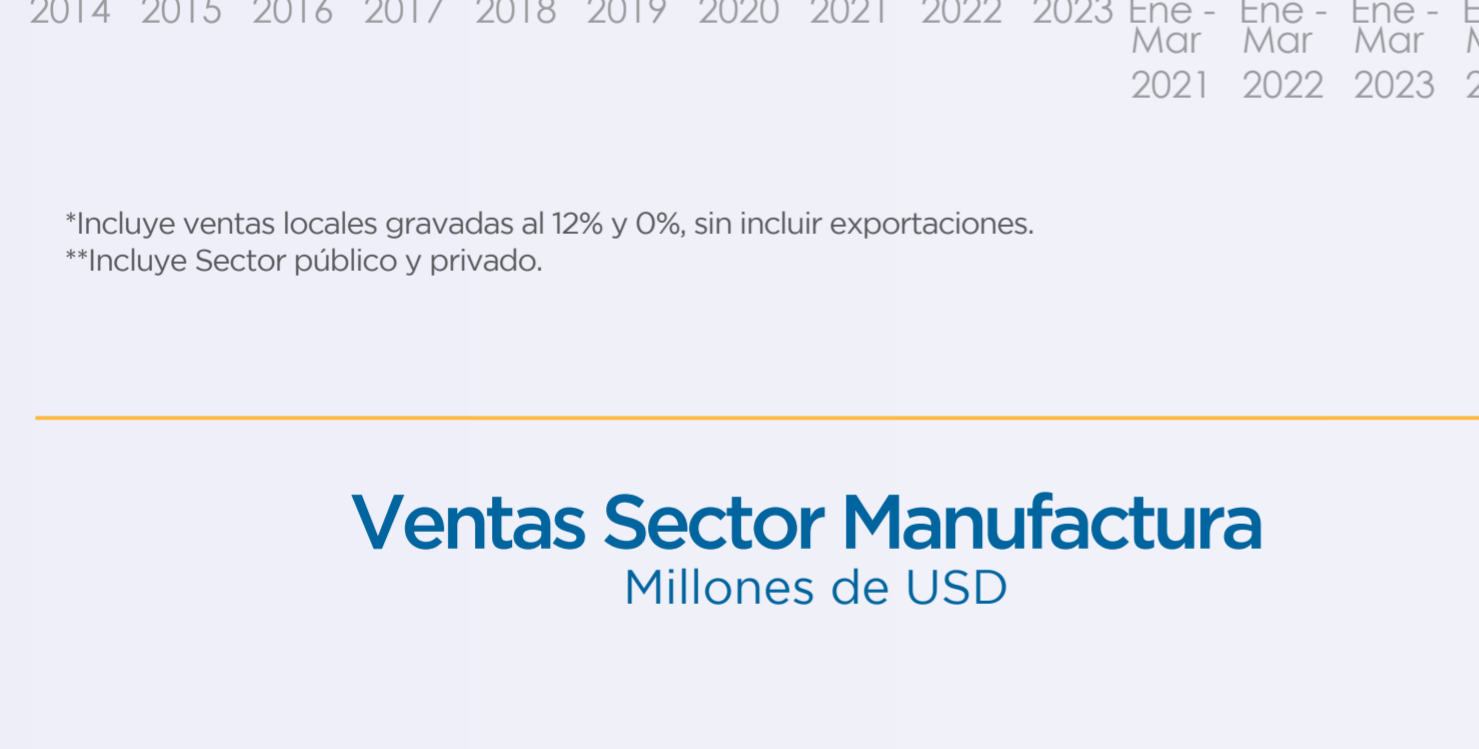 2014 2015 2016 2017 2018 2019 2020 2021 2022 2023 Ene - Ene - Ene -
Mar Mar Mar
2021 2022 2023
*Incluye ventas locales gravadas al 12% y 0%, sin incluir exportaciones.
**Incluye Sector público y privado.
Ventas Sector Manufactura
Millones de USD